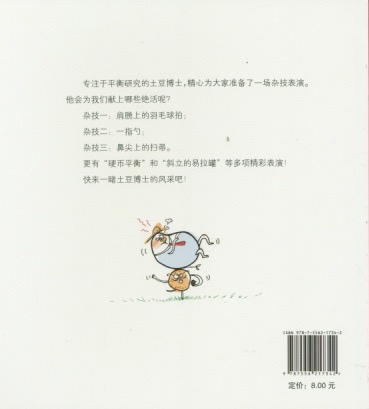 专注于平衡研究的土豆博士，精心为大家准备了一场杂技表演。
他会为我们献上哪些绝活呢？
杂技一：肩膀上的羽毛球拍；
杂技二：一指勺；
杂技三：鼻尖上的扫帚。
更有“硬币平衡”和“斜立的易拉罐”等多项精彩表演！
快来一睹土豆博士的风采吧！
定价：8.00 元